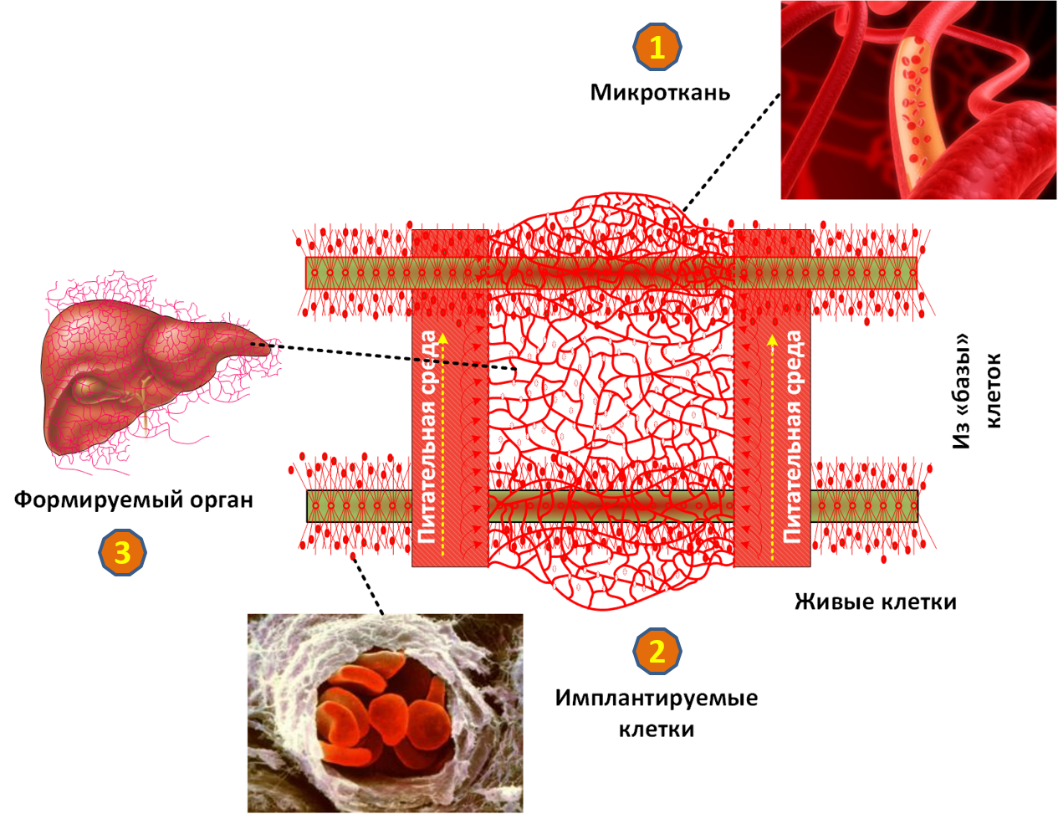 1
Микроткань
Питательная среда
Питательная среда
Из «базы»
клеток
Формируемый орган
3
Живые клетки
2
Имплантируемые
клетки